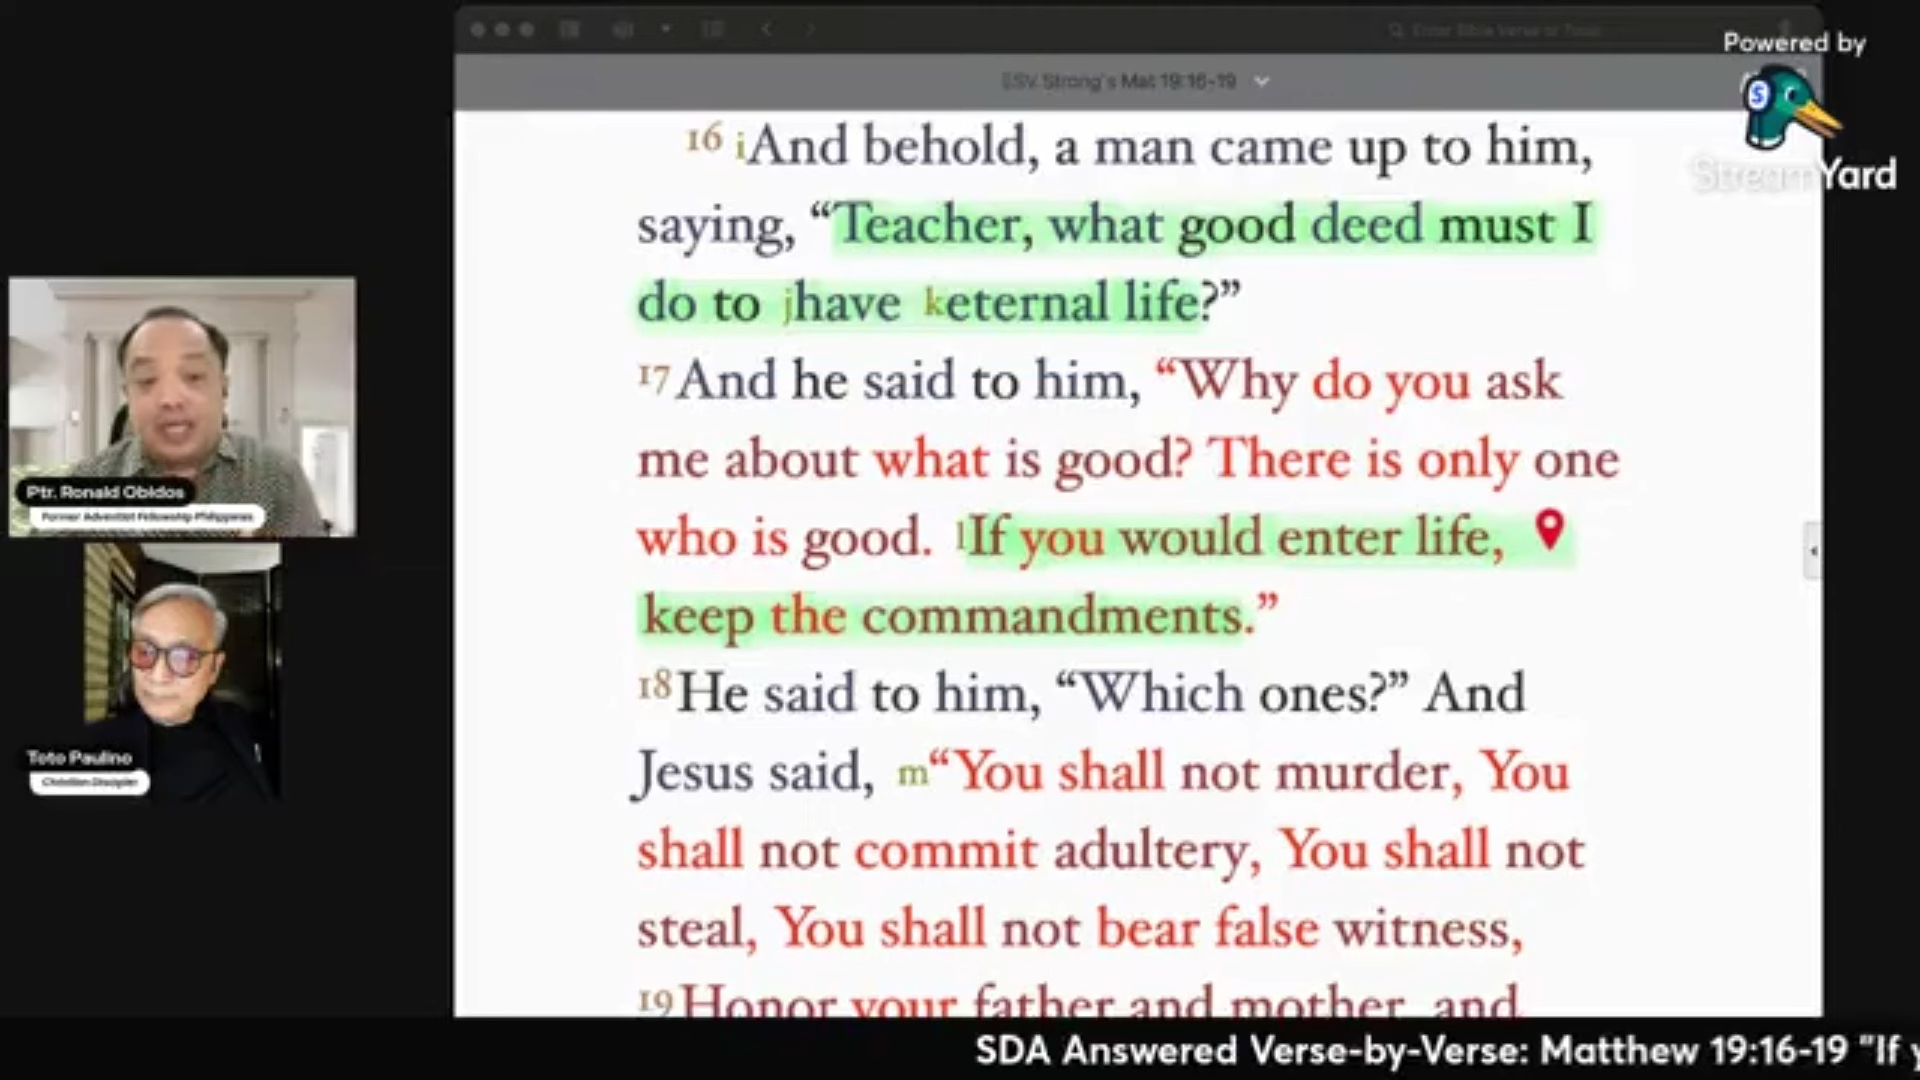 Enter Bible Verse or Topic
Powered by
StreamYard
ESV Strong's Mat 19:16-19
16 iAnd behold, a man came up to him,
saying, “Teacher, what good deed must I
do to jhave keternal life?”
17 And he said to him, “Why do you ask
me about what is good? There is only one
who is good. lIf you would enter life,
keep the commandments.”
18 He said to him, “Which ones?” And
Jesus said, m“You shall not murder, You
shall not commit adultery, You shall not
steal, You shall not bear false witness,
19 Honor your father and mother, and
Ptr. Ronald Obidos
Former Adventist Fellowship Philippines
Toto Paulino
Christian Discipler
SDA Answered Verse-by-Verse: Matthew 19:16-19 "If y